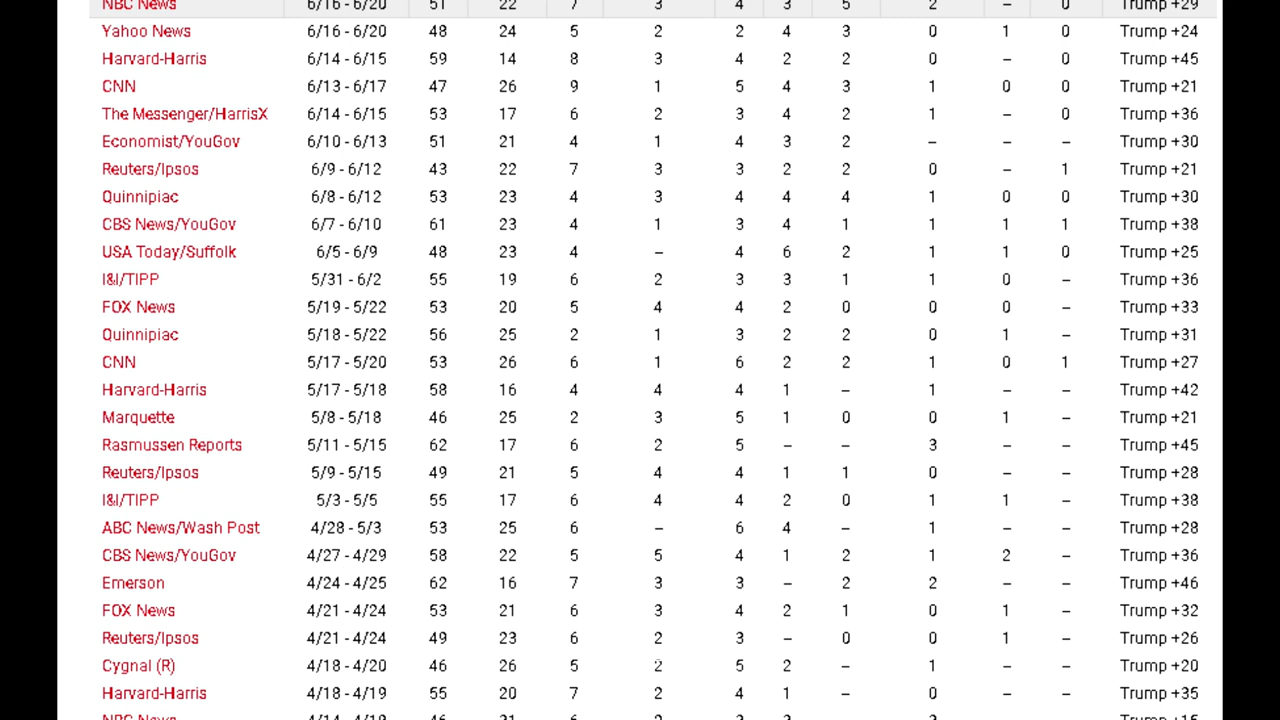 NBC News 6/16 - 6/20 51 22 7 3 4 3 5 2 – 0 Trump +29
Yahoo News 6/16 - 6/20 48 24 5 2 2 4 3 0 1 0 Trump +24
Harvard-Harris 6/14 - 6/15 59 14 8 3 4 2 2 0 – 0 Trump +45
CNN 6/13 - 6/17 47 26 9 1 5 4 3 1 0 0 Trump +21
The Messenger/HarrisX 6/14 - 6/15 53 17 6 2 3 4 2 1 – 0 Trump +36
Economist/YouGov 6/10 - 6/13 51 21 4 1 4 3 2 – – – Trump +30
Reuters/Ipsos 6/9 - 6/12 43 22 7 3 3 2 2 0 – 1 Trump +21
Quinnipiac 6/8 - 6/12 53 23 4 3 4 4 4 1 0 0 Trump +30
CBS News/YouGov 6/7 - 6/10 61 23 4 1 3 4 1 1 1 1 Trump +38
USA Today/Suffolk 6/5 - 6/9 48 23 4 – 4 6 2 1 1 0 Trump +25
I&I/TIPP 5/31 - 6/2 55 19 6 2 3 3 1 1 0 – Trump +36
FOX News 5/19 - 5/22 53 20 5 4 4 2 0 0 0 – Trump +33
Quinnipiac 5/18 - 5/22 56 25 2 1 3 2 2 0 1 – Trump +31
CNN 5/17 - 5/20 53 26 6 1 6 2 2 1 0 1 Trump +27
Harvard-Harris 5/17 - 5/18 58 16 4 4 4 1 – 1 – – Trump +42
Marquette 5/8 - 5/18 46 25 2 3 5 1 0 0 1 – Trump +21
Rasmussen Reports 5/11 - 5/15 62 17 6 2 5 – – 3 – – Trump +45
Reuters/Ipsos 5/9 - 5/15 49 21 5 4 4 1 1 0 – – Trump +28
I&I/TIPP 5/3 - 5/5 55 17 6 4 4 2 0 1 1 – Trump +38
ABC News/Wash Post 4/28 - 5/3 53 25 6 – 6 4 – 1 – – Trump +28
CBS News/YouGov 4/27 - 4/29 58 22 5 5 4 1 2 1 2 – Trump +36
Emerson 4/24 - 4/25 62 16 7 3 3 – 2 2 – – Trump +46
FOX News 4/21 - 4/24 53 21 6 3 4 2 1 0 1 – Trump +32
Reuters/Ipsos 4/21 - 4/24 49 23 6 2 3 – 0 0 1 – Trump +26
Cygnal (R) 4/18 - 4/20 46 26 5 2 5 2 – 1 – – Trump +20
Harvard-Harris 4/18 - 4/19 55 20 7 2 4 1 – 0 – – Trump +35
NBC News